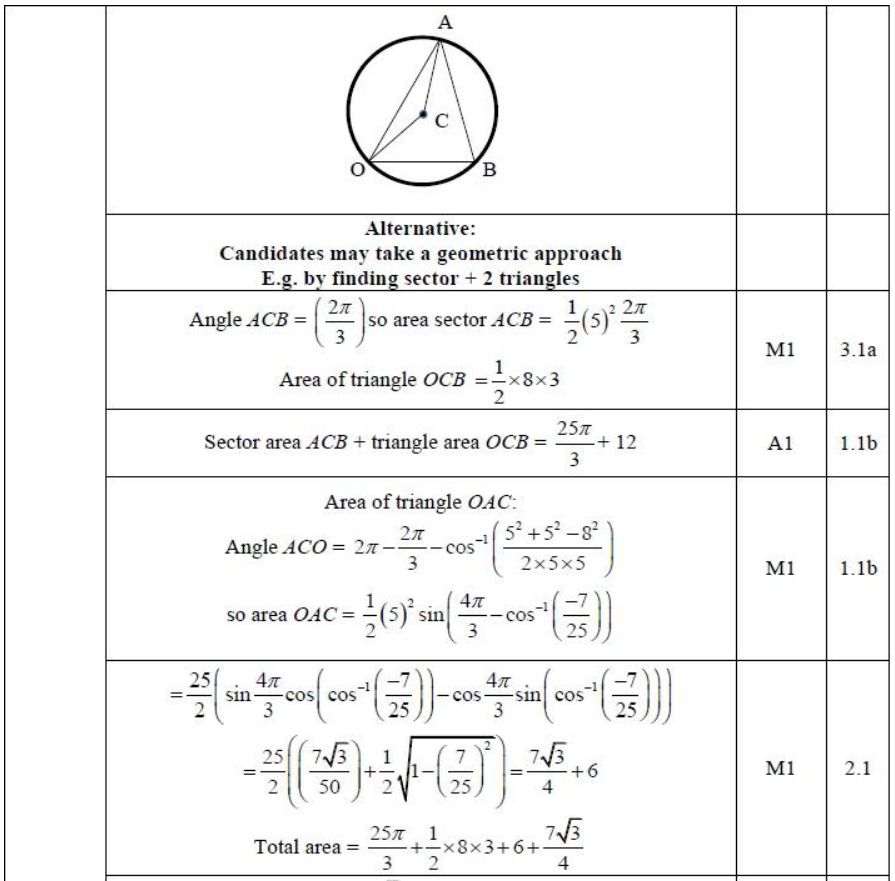 A
C
O
B
Alternative:
Candidates may take a geometric approach
E.g. by finding sector + 2 triangles
Angle ACB = (2π/3) so area sector ACB = 1/2(5)² 2π/3
Area of triangle OCB = 1/2×8×3
M1 3.1a
Sector area ACB + triangle area OCB = 25π/3 + 12
A1 1.1b
Area of triangle OAC:
Angle ACO = 2π − 2π/3 − cos⁻¹((5²+5²−8²)/(2×5×5))
so area OAC = 1/2(5)² sin(4π/3 − cos⁻¹(−7/25))
M1 1.1b
= 25/2(sin 4π/3 cos(cos⁻¹(−7/25)) − cos 4π/3 sin(cos⁻¹(−7/25)))
= 25/2((7√3/50) + 1/2√(1−(7/25)²)) = 7√3/4 + 6
Total area = 25π/3 + 1/2×8×3+6+ 7√3/4
M1 2.1